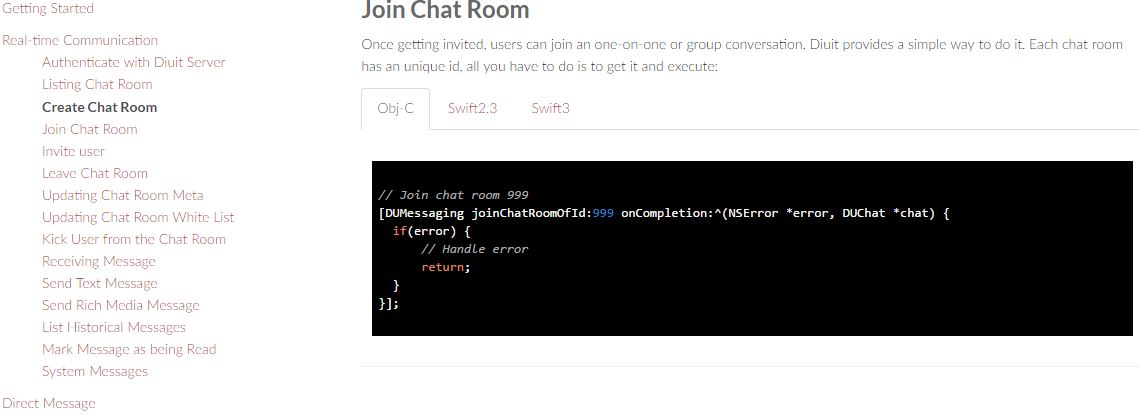 Getting Started
Real-time Communication
Authenticate with Diuit Server
Listing Chat Room
Create Chat Room
Join Chat Room
Invite user
Leave Chat Room
Updating Chat Room Meta
Updating Chat Room White List
Kick User from the Chat Room
Receiving Message
Send Text Message
Send Rich Media Message
List Historical Messages
Mark Message as being Read
System Messages
Direct Message
Join Chat Room
Once getting invited, users can join an one-on-one or group conversation. Diuit provides a simple way to do it. Each chat room
has an unique id, all you have to do is to get it and execute:
Obj-C Swift2.3 Swift3
// Join chat room 999
[DUMessaging joinChatRoomOfId:999 onCompletion:^(NSError *error, DUChat *chat) {
  if(error) {
      // Handle error
      return;
  }
}];